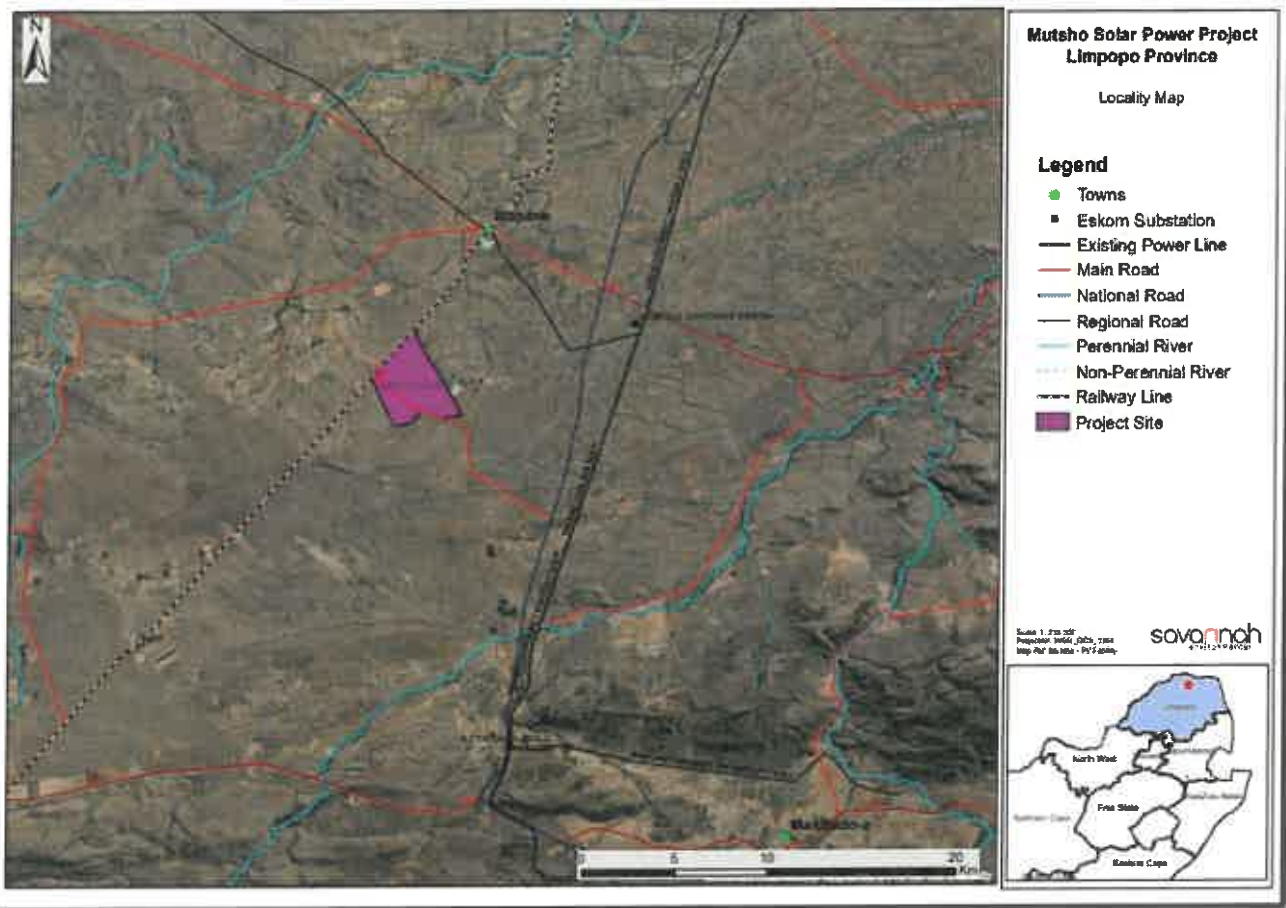 Mutsho Solar Power Project
Limpopo Province
Locality Map
Legend
Towns
Eskom Substation
Existing Power Line
Main Road
National Road
Regional Road
Perennial River
Non-Perennial River
Railway Line
Project Site
N
savannah
Limpopo
North West
Free State
Northern Cape
Eastern Cape
0 5 10 20
Km